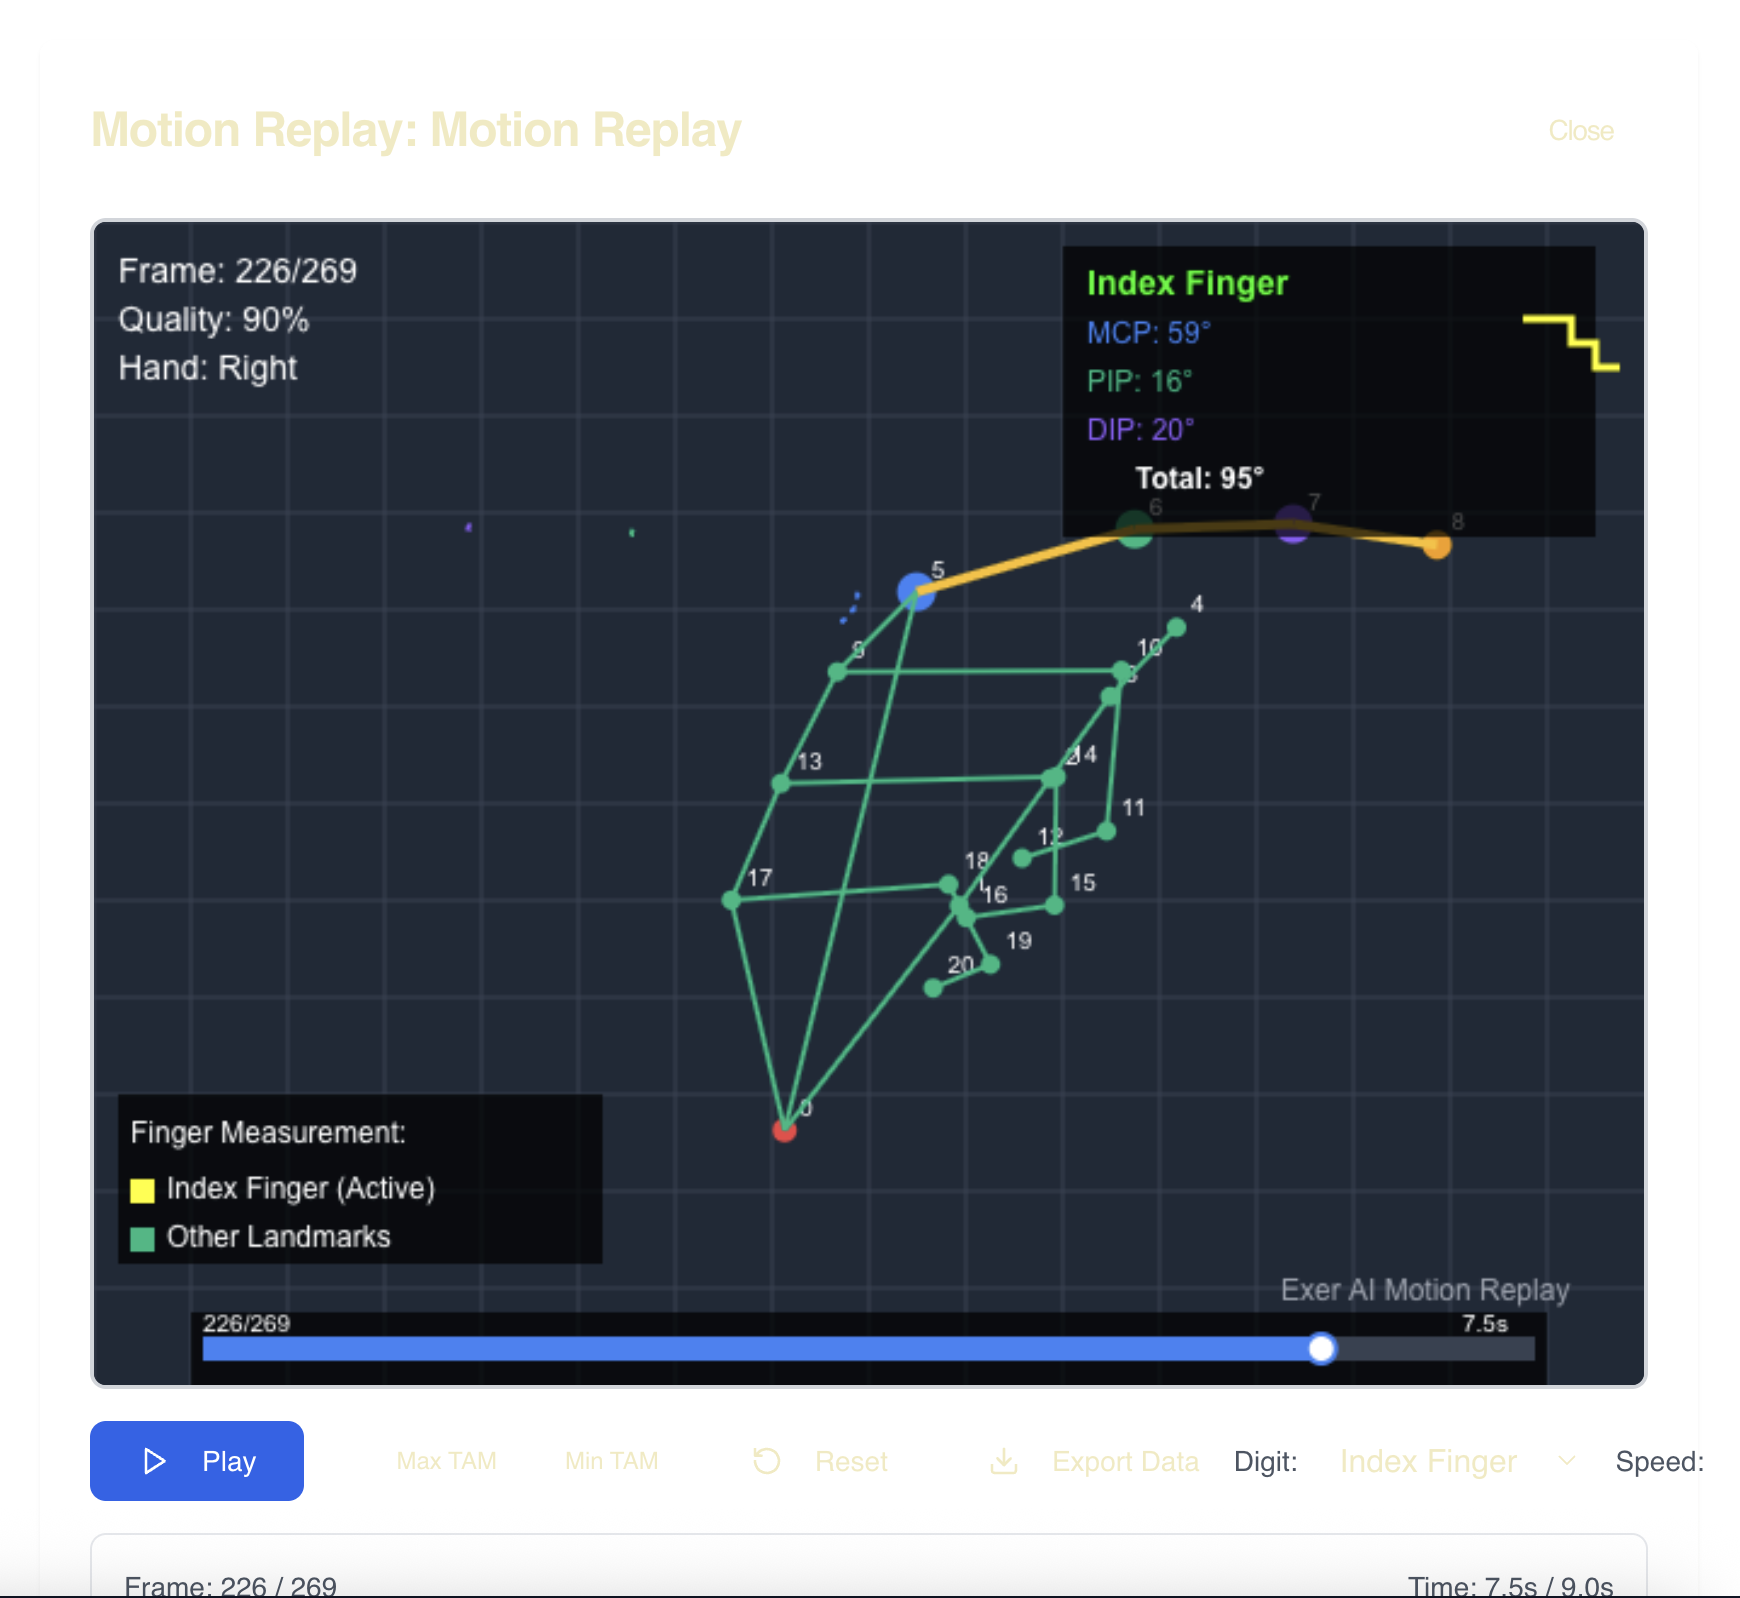 Motion Replay: Motion Replay
Close
Frame: 226/269
Quality: 90%
Hand: Right
Index Finger
MCP: 59°
PIP: 16°
DIP: 20°
Total: 95°
6
7
8
5
4
9
10
3
13
2
14
11
12
17
18
1
16
15
19
20
0
Finger Measurement:
Index Finger (Active)
Other Landmarks
Exer AI Motion Replay
226/269
7.5s
Play
Max TAM
Min TAM
Reset
Export Data
Digit:
Index Finger
Speed:
Frame: 226 / 269
Time: 7.5s / 9.0s